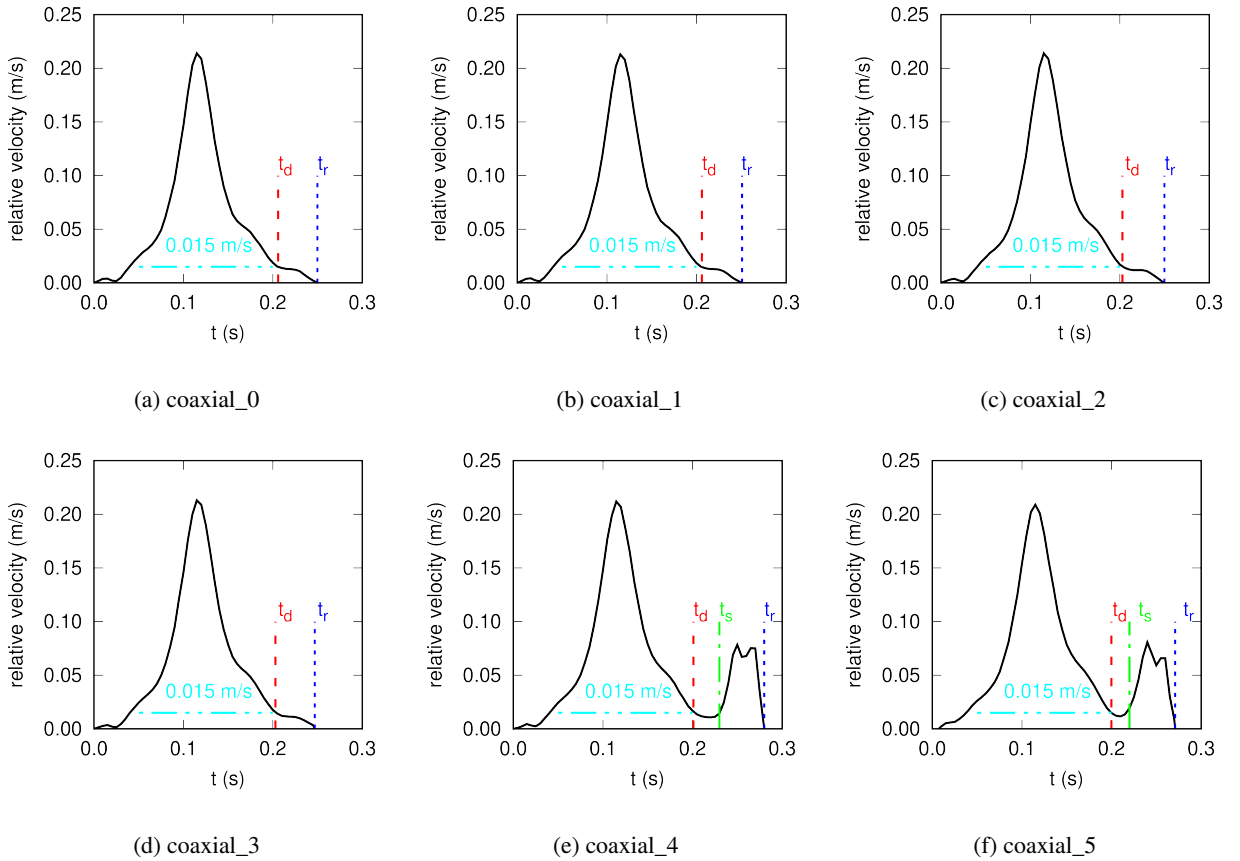 0.25
0.20
0.15
0.10
0.05
0.00
relative velocity (m/s)
t_d
t_r
0.015 m/s
0.0 0.1 0.2 0.3
t (s)
(a) coaxial_0
0.25
0.20
0.15
0.10
0.05
0.00
relative velocity (m/s)
t_d
t_r
0.015 m/s
0.0 0.1 0.2 0.3
t (s)
(b) coaxial_1
0.25
0.20
0.15
0.10
0.05
0.00
relative velocity (m/s)
t_d
t_r
0.015 m/s
0.0 0.1 0.2 0.3
t (s)
(c) coaxial_2
0.25
0.20
0.15
0.10
0.05
0.00
relative velocity (m/s)
t_d
t_r
0.015 m/s
0.0 0.1 0.2 0.3
t (s)
(d) coaxial_3
0.25
0.20
0.15
0.10
0.05
0.00
relative velocity (m/s)
t_d
t_s
t_r
0.015 m/s
0.0 0.1 0.2 0.3
t (s)
(e) coaxial_4
0.25
0.20
0.15
0.10
0.05
0.00
relative velocity (m/s)
t_d
t_s
t_r
0.015 m/s
0.0 0.1 0.2 0.3
t (s)
(f) coaxial_5